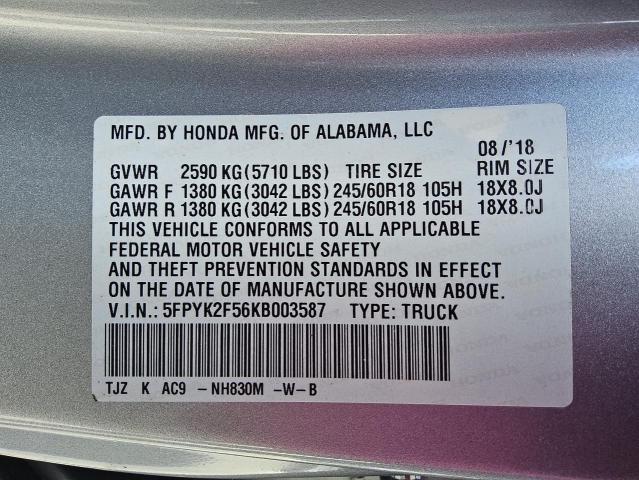 MFD. BY HONDA MFG. OF ALABAMA, LLC
08/'18
GVWR 2590 KG(5710 LBS) TIRE SIZE RIM SIZE
GAWR F 1380 KG(3042 LBS) 245/60R18 105H 18X8.0J
GAWR R 1380 KG(3042 LBS) 245/60R18 105H 18X8.0J
THIS VEHICLE CONFORMS TO ALL APPLICABLE
FEDERAL MOTOR VEHICLE SAFETY
AND THEFT PREVENTION STANDARDS IN EFFECT
ON THE DATE OF MANUFACTURE SHOWN ABOVE.
V.I.N.: 5FPYK2F56KB003587 TYPE: TRUCK
TJZ K AC9 -NH830M -W-B